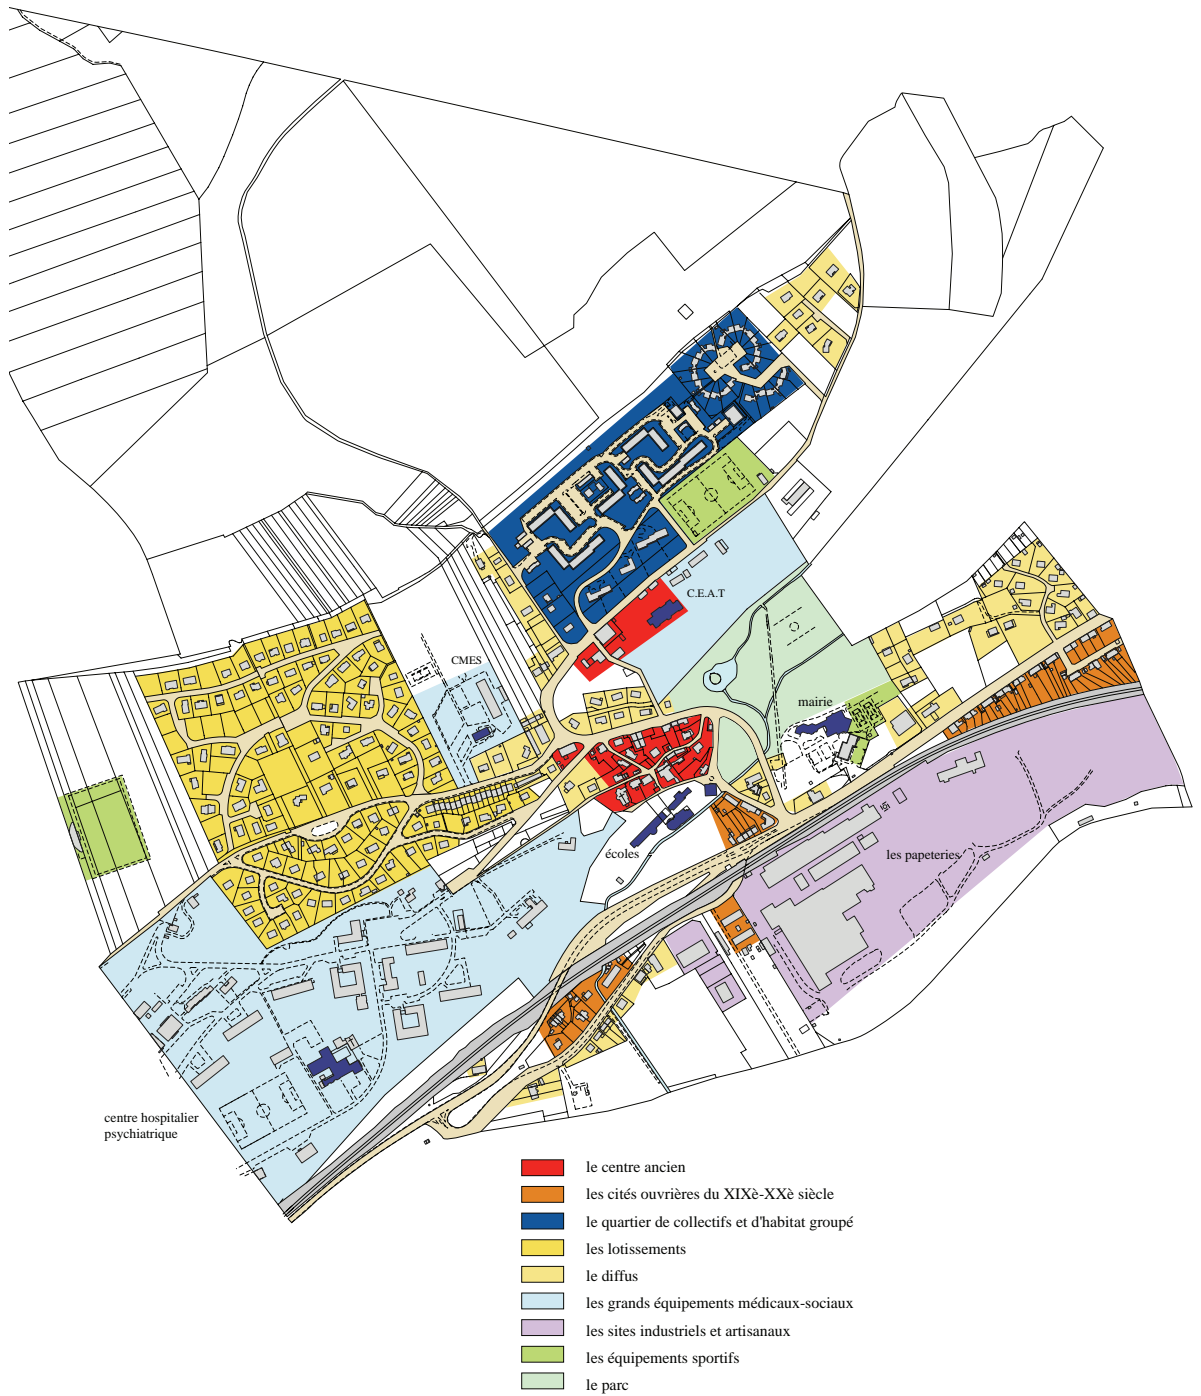 C.E.A.T
CMES
mairie
écoles
les papeteries
centre hospitalier
psychiatrique
le centre ancien
les cités ouvrières du XIXè-XXè siècle
le quartier de collectifs et d'habitat groupé
les lotissements
le diffus
les grands équipements médicaux-sociaux
les sites industriels et artisanaux
les équipements sportifs
le parc